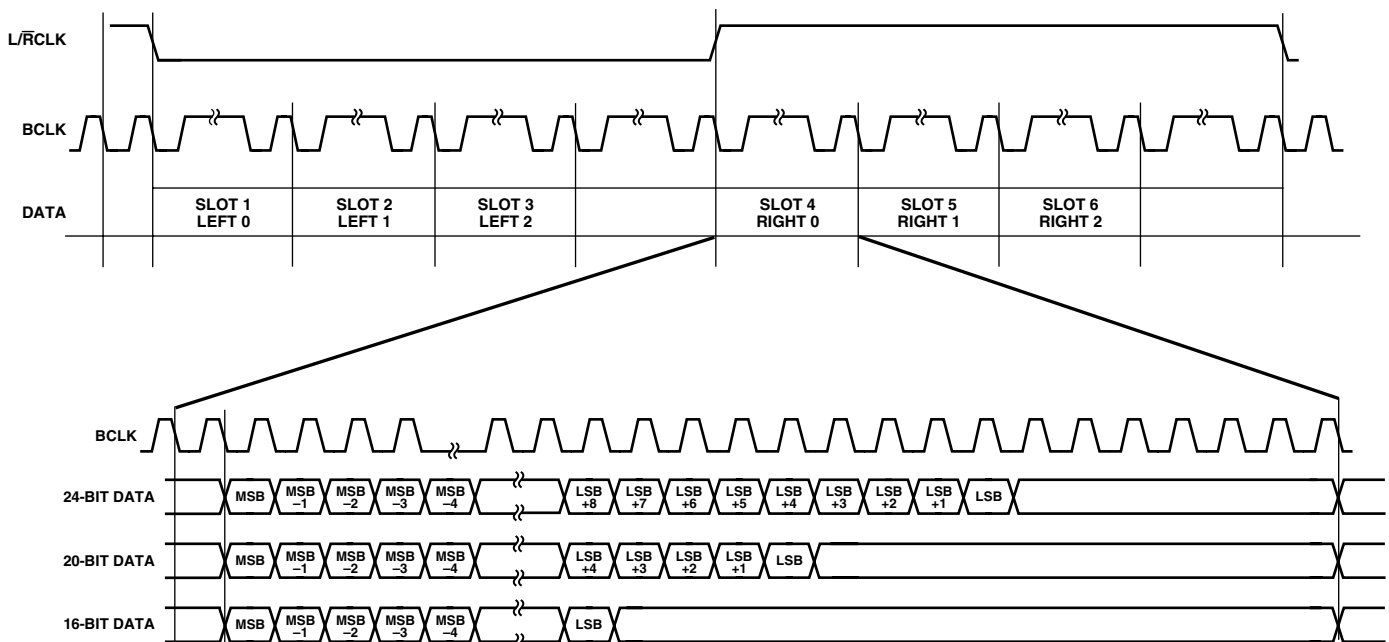 L/R̅CLK
BCLK
DATA
SLOT 1
LEFT 0
SLOT 2
LEFT 1
SLOT 3
LEFT 2
SLOT 4
RIGHT 0
SLOT 5
RIGHT 1
SLOT 6
RIGHT 2
BCLK
24-BIT DATA
MSB
MSB
–1
MSB
–2
MSB
–3
MSB
–4
LSB
+8
LSB
+7
LSB
+6
LSB
+5
LSB
+4
LSB
+3
LSB
+2
LSB
+1
LSB
20-BIT DATA
MSB
MSB
–1
MSB
–2
MSB
–3
MSB
–4
LSB
+4
LSB
+3
LSB
+2
LSB
+1
LSB
16-BIT DATA
MSB
MSB
–1
MSB
–2
MSB
–3
MSB
–4
LSB